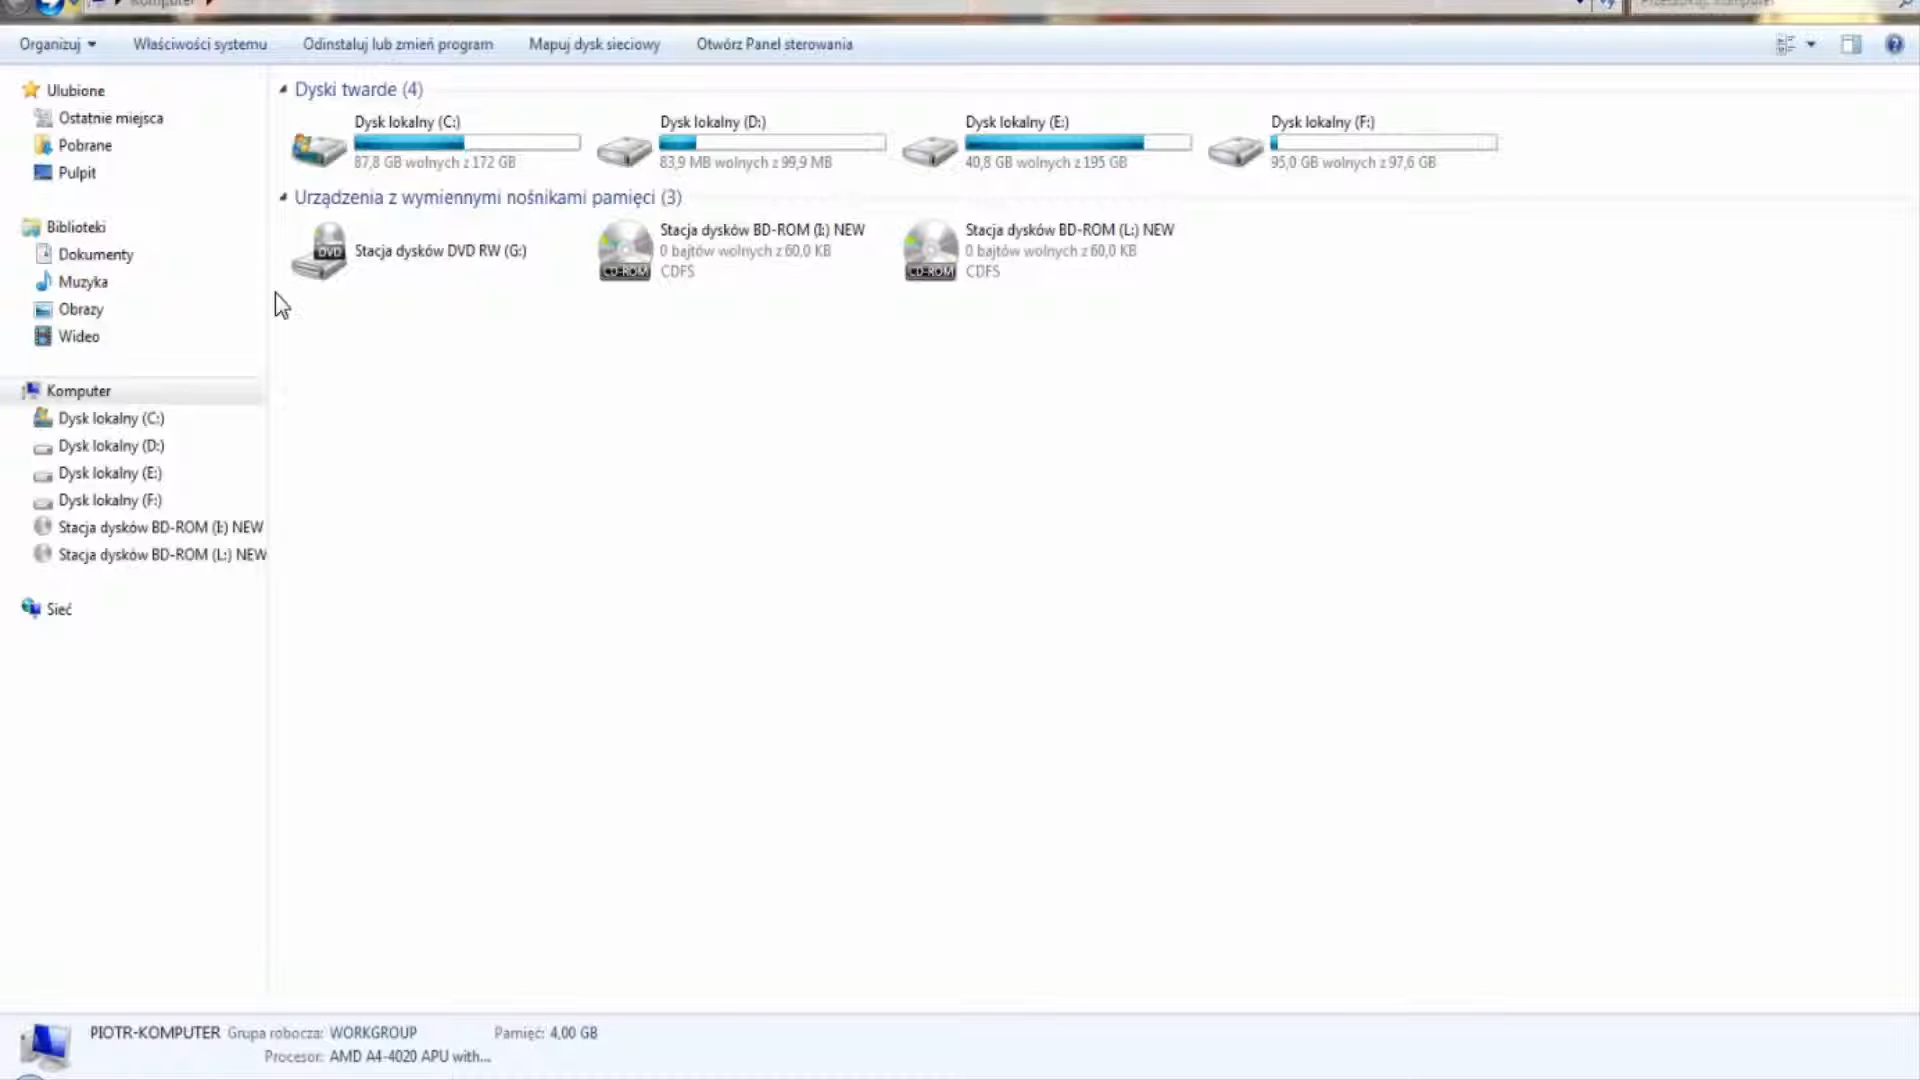 Komputer
Przeszukaj: Komputer
Organizuj
Właściwości systemu
Odinstaluj lub zmień program
Mapuj dysk sieciowy
Otwórz Panel sterowania
Ulubione
Ostatnie miejsca
Pobrane
Pulpit
Biblioteki
Dokumenty
Muzyka
Obrazy
Wideo
Komputer
Dysk lokalny (C:)
Dysk lokalny (D:)
Dysk lokalny (E:)
Dysk lokalny (F:)
Stacja dysków BD-ROM (I:) NEW
Stacja dysków BD-ROM (L:) NEW
Sieć
Dyski twarde (4)
Dysk lokalny (C:)
87,8 GB wolnych z 172 GB
Dysk lokalny (D:)
83,9 MB wolnych z 99,9 MB
Dysk lokalny (E:)
40,8 GB wolnych z 195 GB
Dysk lokalny (F:)
95,0 GB wolnych z 97,6 GB
Urządzenia z wymiennymi nośnikami pamięci (3)
DVD
Stacja dysków DVD RW (G:)
CD-ROM
Stacja dysków BD-ROM (I:) NEW
0 bajtów wolnych z 60,0 KB
CDFS
CD-ROM
Stacja dysków BD-ROM (L:) NEW
0 bajtów wolnych z 60,0 KB
CDFS
PIOTR-KOMPUTER Grupa robocza: WORKGROUP Pamięć: 4,00 GB
Procesor: AMD A4-4020 APU with...